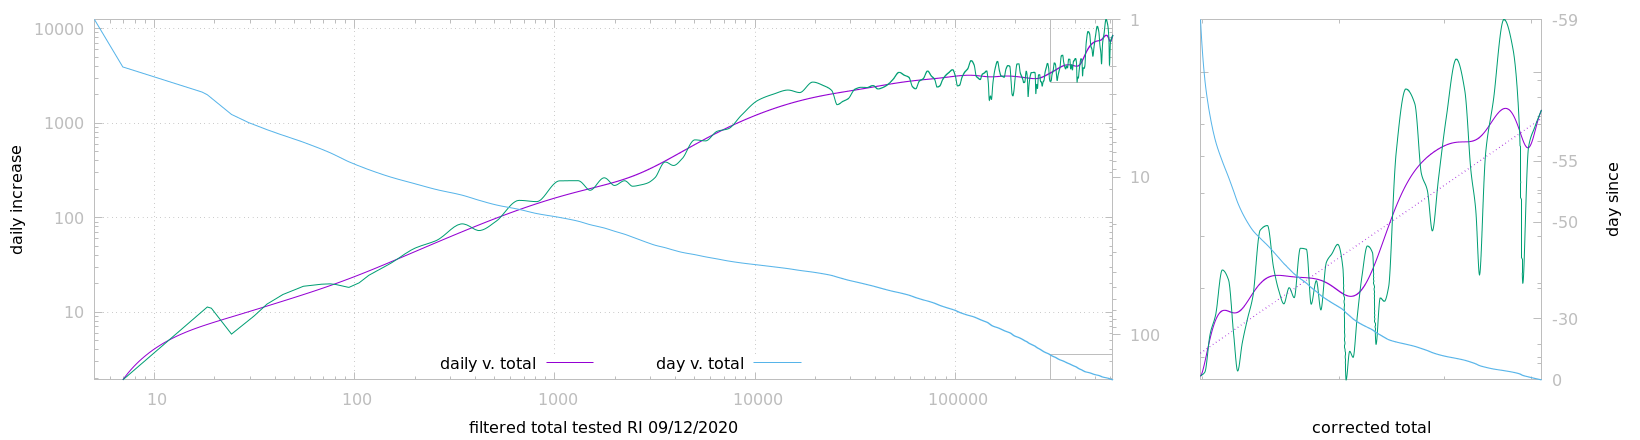 10000
1000
100
10
daily increase
10
100
1000
10000
100000
filtered total tested RI 09/12/2020
daily v. total
day v. total
1
10
100
-59
-55
-50
-30
0
day since
corrected total